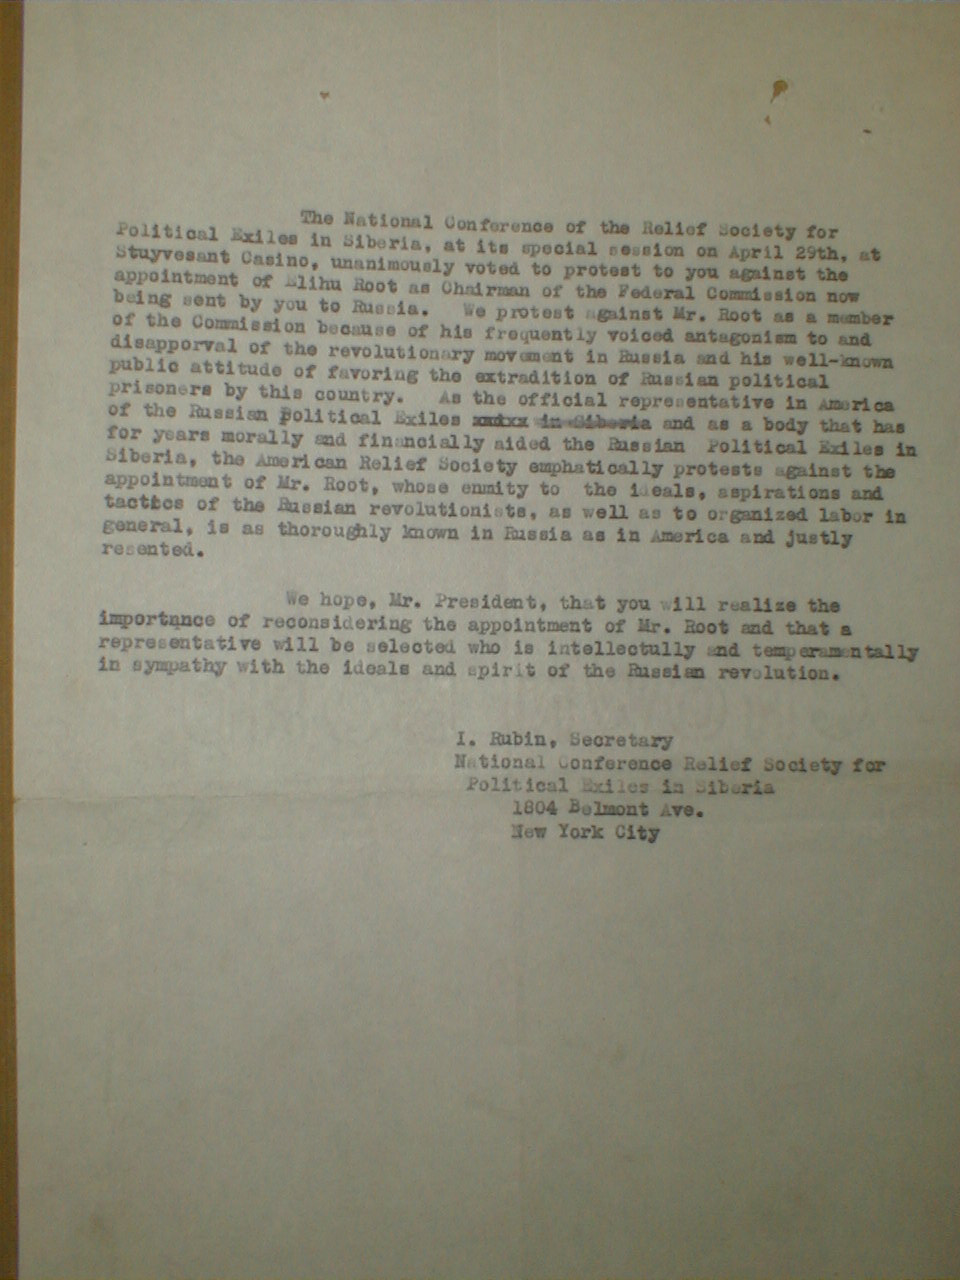 The National Conference of the Relief Society for
Political Exiles in Siberia, at its special session on April 29th, at
Stuyvesant Casino, unanimously voted to protest to you against the
appointment of Elihu Root as Chairman of the Federal Commission now
being sent by you to Russia. We protest against Mr. Root as a member
of the Commission because of his frequently voiced antagonism to and
disapporval of the revolutionary movement in Russia and his well-known
public attitude of favoring the extradition of Russian political
prisoners by this country. As the official representative in America
of the Russian Political Exiles xxxixx in Siberia and as a body that has
for years morally and financially aided the Russian Political Exiles in
Siberia, the American Relief Society emphatically protests against the
appointment of Mr. Root, whose enmity to the ideals, aspirations and
tactics of the Russian revolutionists, as well as to organized labor in
general, is as thoroughly known in Russia as in America and justly
resented.
We hope, Mr. President, that you will realize the
importance of reconsidering the appointment of Mr. Root and that a
representative will be selected who is intellectully and temperamentally
in sympathy with the ideals and spirit of the Russian revolution.
I. Rubin, Secretary
National Conference Relief Society for
Political Exiles in Siberia
1804 Belmont Ave.
New York City